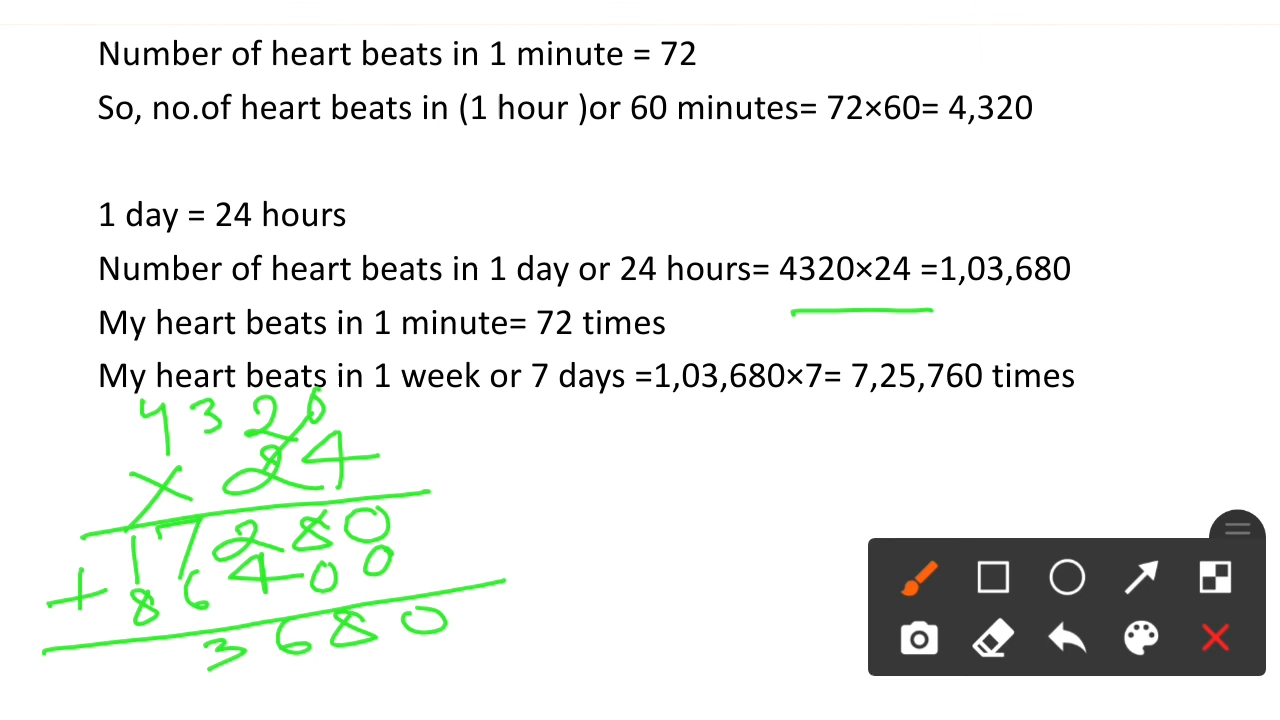 Number of heart beats in 1 minute = 72
So, no.of heart beats in (1 hour )or 60 minutes= 72×60= 4,320
1 day = 24 hours
Number of heart beats in 1 day or 24 hours= 4320×24 =1,03,680
My heart beats in 1 minute= 72 times
My heart beats in 1 week or 7 days =1,03,680×7= 7,25,760 times
4320
× 24
17280
+ 86400
3680